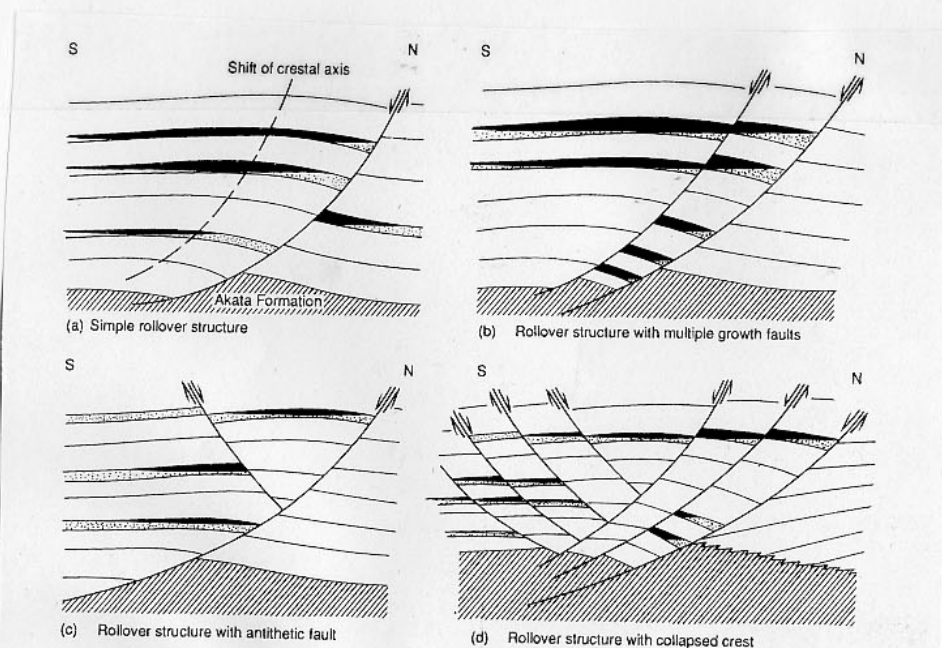 S N
Shift of crestal axis
Akata Formation
(a) Simple rollover structure
S N
(b) Rollover structure with multiple growth faults
S N
(c) Rollover structure with antithetic fault
S N
(d) Rollover structure with collapsed crest